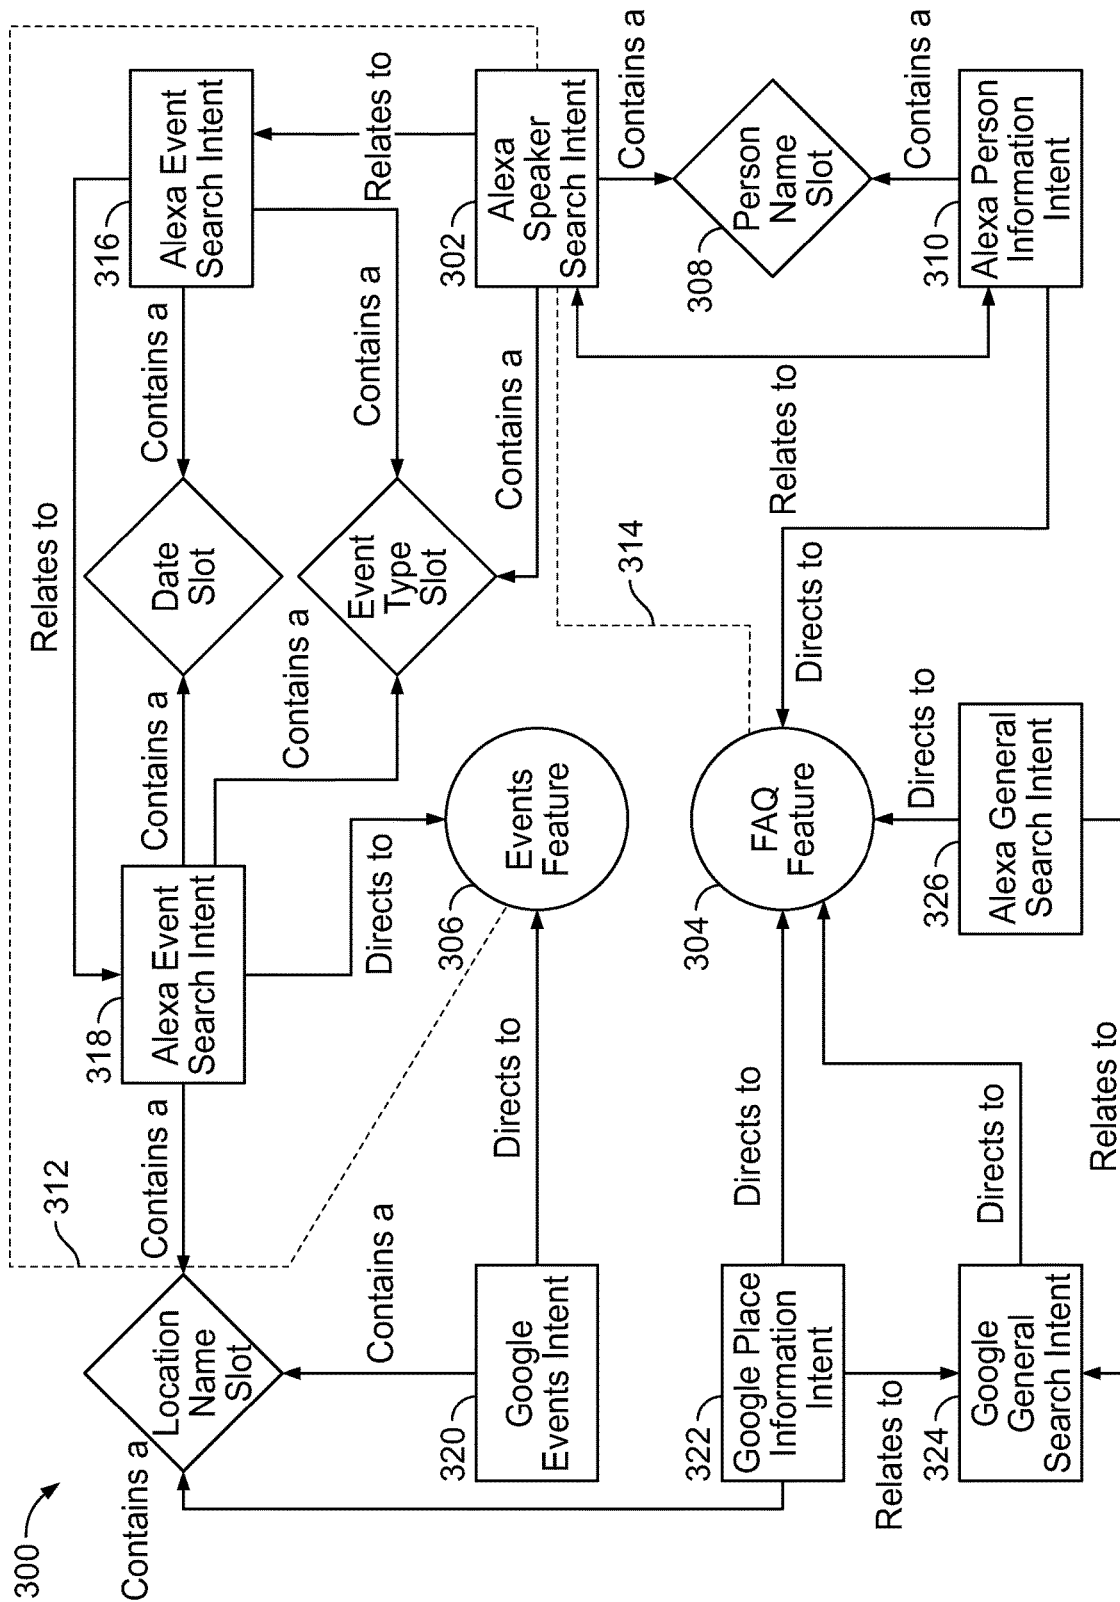 300
Relates to
312
318
316
Contains a
Location
Name
Slot
Contains a
Alexa Event
Search Intent
Contains a
Date
Slot
Contains a
Alexa Event
Search Intent
Contains a
Directs to
Contains a
Event
Type
Slot
Contains a
Relates to
320
Google
Events Intent
Directs to
306
Events
Feature
Contains a
302
Alexa
Speaker
Search Intent
314
Contains a
322
Google Place
Information
Intent
Directs to
304
FAQ
Feature
Directs to
Relates to
308
Person
Name
Slot
Relates to
324
Google
General
Search Intent
Directs to
Directs to
326
Alexa General
Search Intent
Contains a
310
Alexa Person
Information
Intent
Relates to